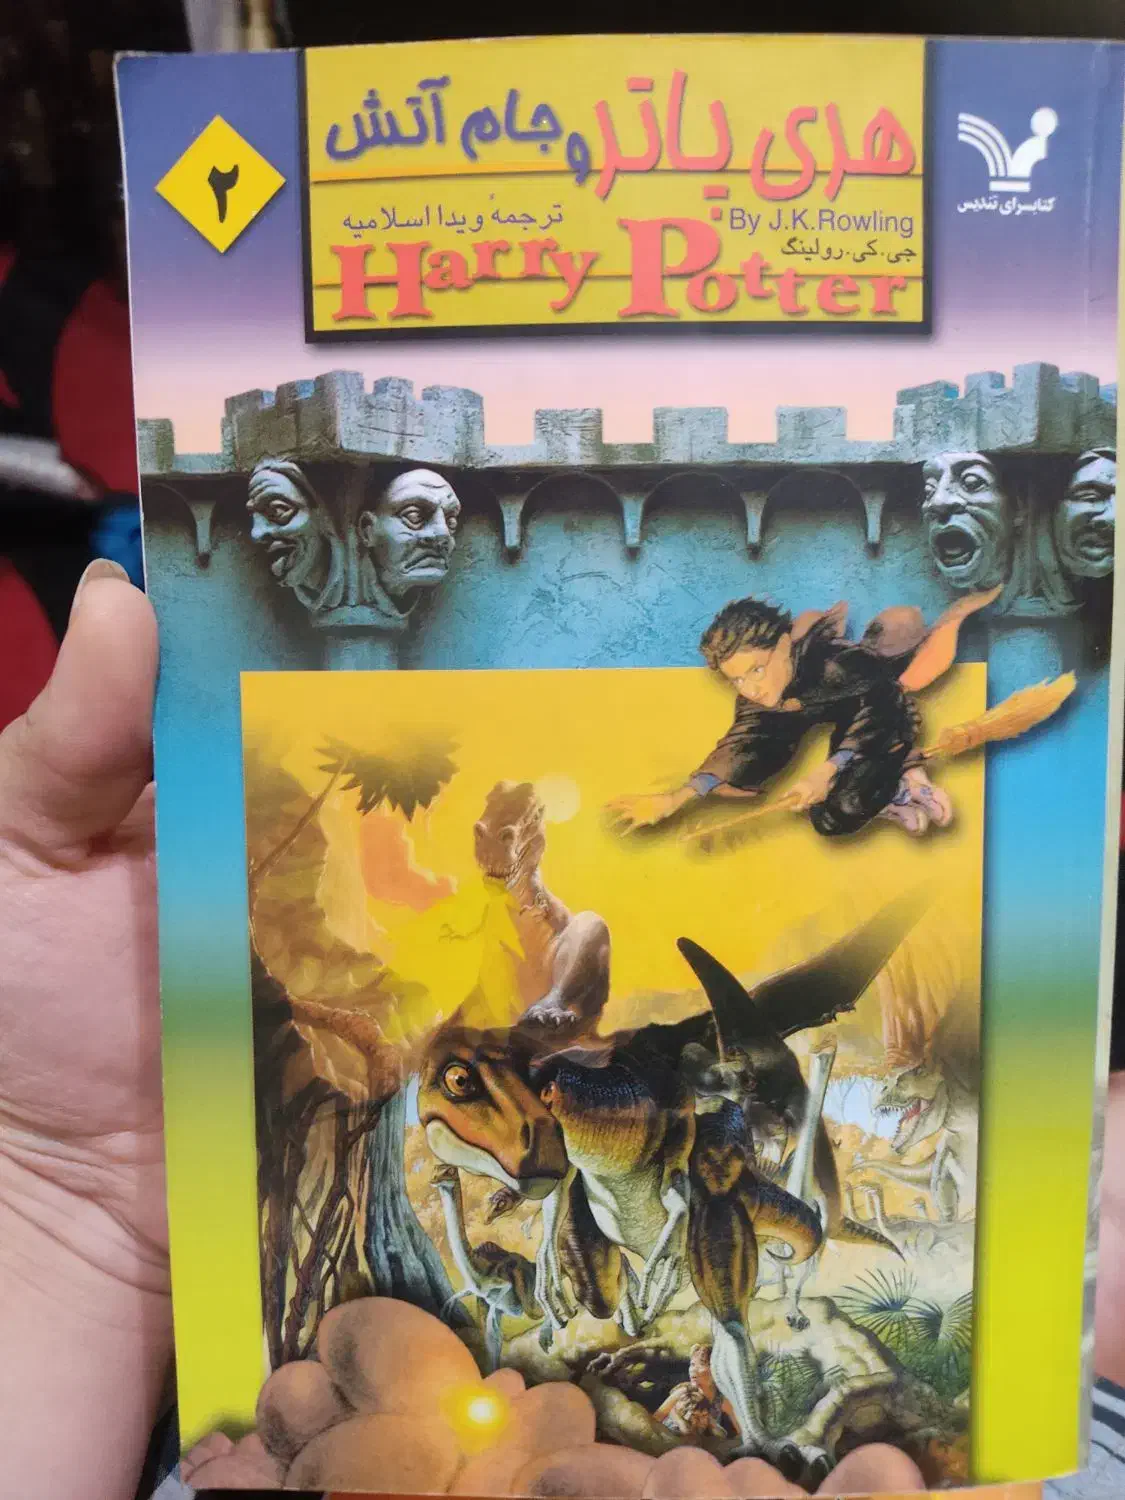 هری پاتر و جام آتش
۲
کتابسرای تندیس
ترجمهٔ ویدا اسلامیه
By J.K.Rowling
جی.کی.رولینگ
Harry Potter